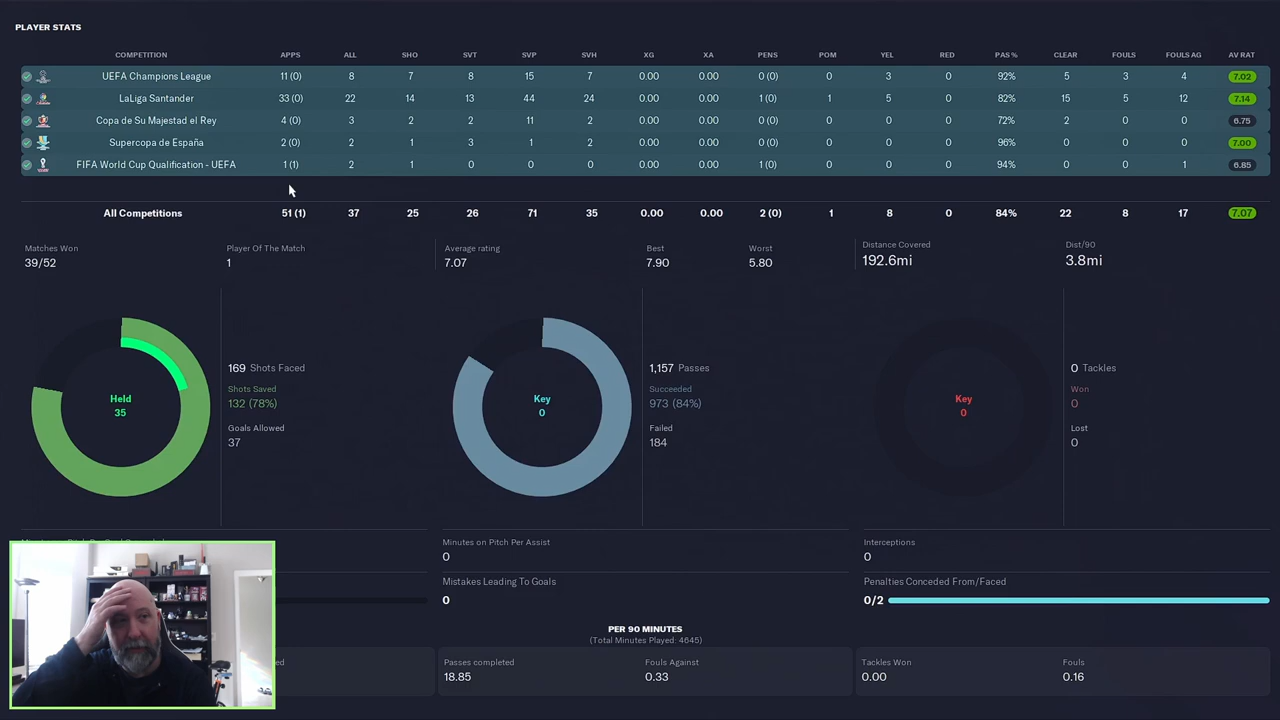 PLAYER STATS
COMPETITION APPS ALL SHO SVT SVP SVH XG XA PENS POM YEL RED PAS % CLEAR FOULS FOULS AG AV RAT
UEFA Champions League 11 (0) 8 7 8 15 7 0.00 0.00 0 (0) 0 3 0 92% 5 3 4 7.02
LaLiga Santander 33 (0) 22 14 13 44 24 0.00 0.00 1 (0) 1 5 0 82% 15 5 12 7.14
Copa de Su Majestad el Rey 4 (0) 3 2 2 11 2 0.00 0.00 0 (0) 0 0 0 72% 2 0 0 6.75
Supercopa de España 2 (0) 2 1 3 1 2 0.00 0.00 0 (0) 0 0 0 96% 0 0 0 7.00
FIFA World Cup Qualification - UEFA 1 (1) 2 1 0 0 0 0.00 0.00 1 (0) 0 0 0 94% 0 0 1 6.85
All Competitions 51 (1) 37 25 26 71 35 0.00 0.00 2 (0) 1 8 0 84% 22 8 17 7.07
Matches Won Player Of The Match Average rating Best Worst Distance Covered Dist/90
39/52 1 7.07 7.90 5.80 192.6mi 3.8mi
169 Shots Faced 1,157 Passes 0 Tackles
Shots Saved Succeeded Won
Held Key Key
132 (78%) 973 (84%) 0
35 0 0
Goals Allowed Failed Lost
37 184 0
Minutes on Pitch Per Assist Interceptions
0 0
Mistakes Leading To Goals Penalties Conceded From/Faced
0 0/2
PER 90 MINUTES
(Total Minutes Played: 4645)
Passes completed Fouls Against Tackles Won Fouls
18.85 0.33 0.00 0.16